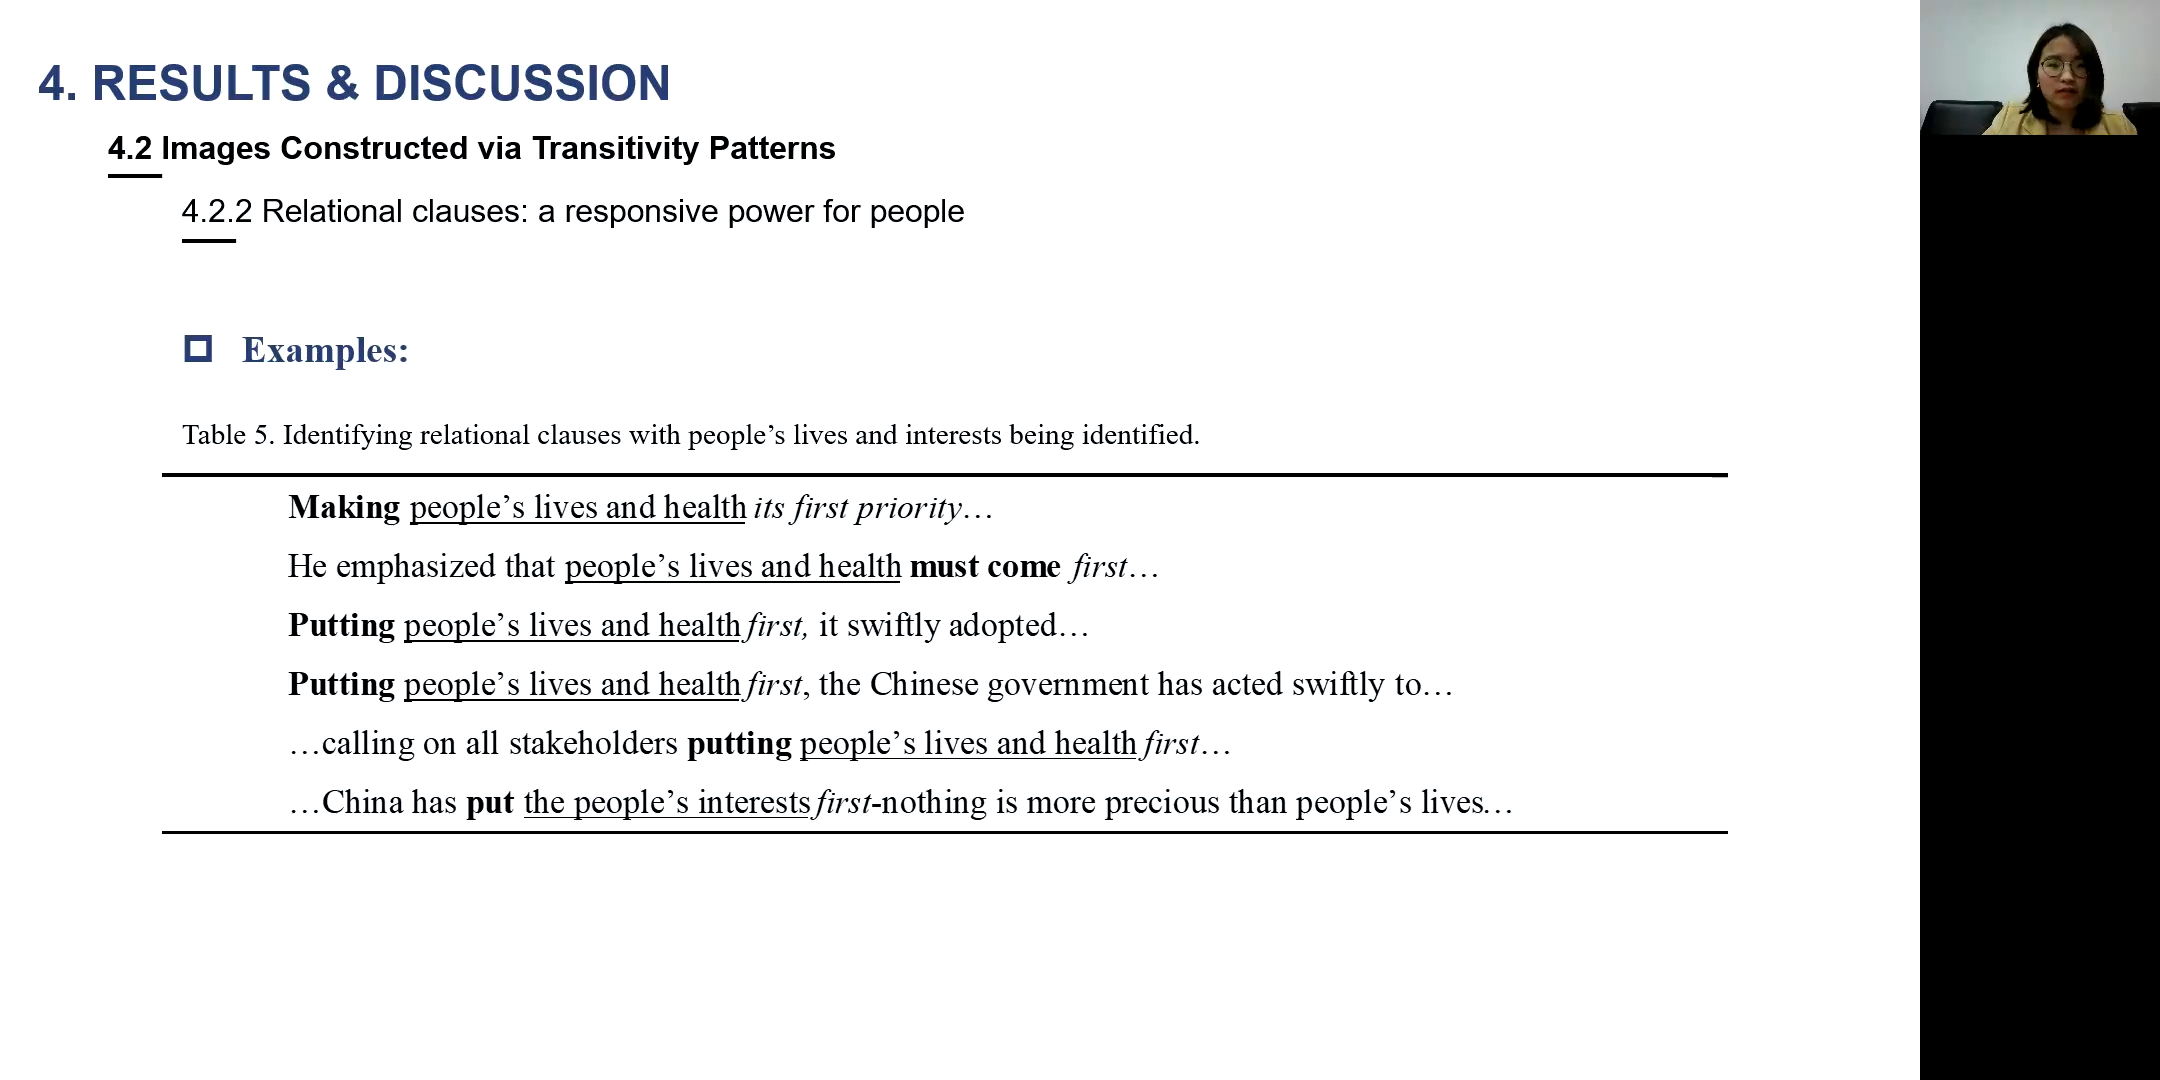 4. RESULTS & DISCUSSION
4.2 Images Constructed via Transitivity Patterns
4.2.2 Relational clauses: a responsive power for people
Examples:
Table 5. Identifying relational clauses with people’s lives and interests being identified.
Making people’s lives and health its first priority…
He emphasized that people’s lives and health must come first…
Putting people’s lives and health first, it swiftly adopted…
Putting people’s lives and health first, the Chinese government has acted swiftly to…
…calling on all stakeholders putting people’s lives and health first…
…China has put the people’s interests first-nothing is more precious than people’s lives…